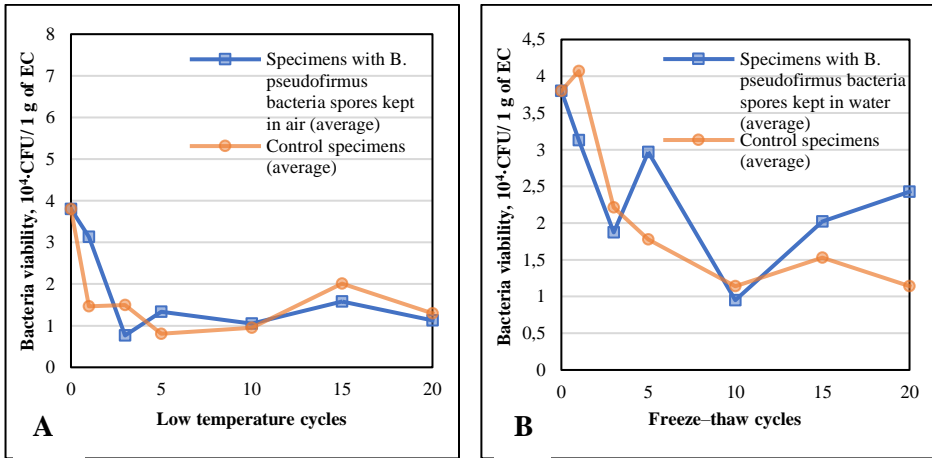 Bacteria viability, 10⁴·CFU/ 1 g of EC
8
7
6
5
4
3
2
1
0
Specimens with B.
pseudofirmus
bacteria spores kept
in air (average)
Control specimens
(average)
0 5 10 15 20
Low temperature cycles
A
Bacteria viability, 10⁴·CFU/ 1 g of EC
4,5
4
3,5
3
2,5
2
1,5
1
0,5
0
Specimens with B.
pseudofirmus bacteria
spores kept in water
(average)
Control specimens
(average)
0 5 10 15 20
Freeze–thaw cycles
B